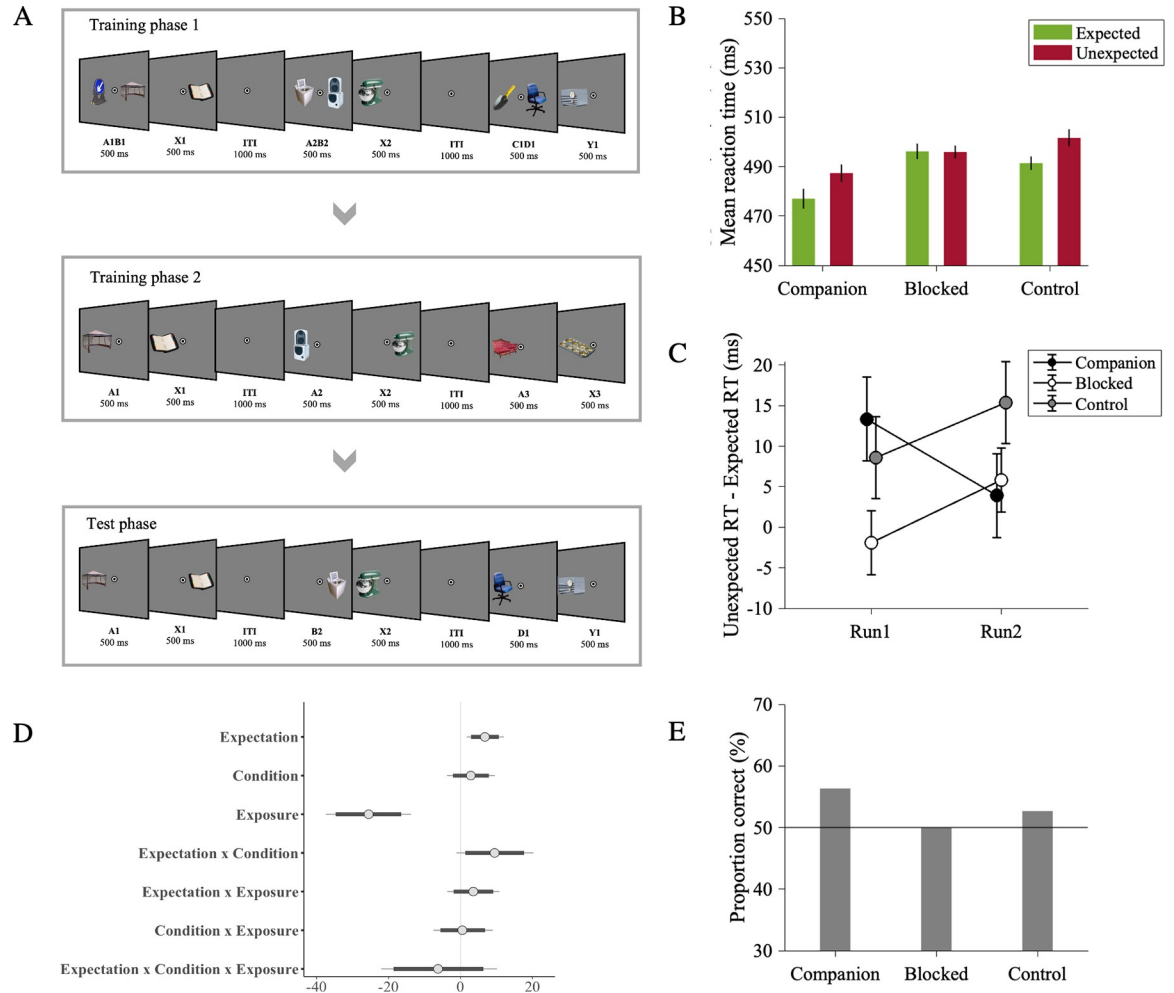 A
Training phase 1
A1B1 X1 ITI A2B2 X2 ITI C1D1 Y1
500 ms 500 ms 1000 ms 500 ms 500 ms 1000 ms 500 ms 500 ms
Training phase 2
A1 X1 ITI A2 X2 ITI A3 X3
500 ms 500 ms 1000 ms 500 ms 500 ms 1000 ms 500 ms 500 ms
Test phase
A1 X1 ITI B2 X2 ITI D1 Y1
500 ms 500 ms 1000 ms 500 ms 500 ms 1000 ms 500 ms 500 ms
B
Mean reaction time (ms)
550
530
510
490
470
450
Expected
Unexpected
Companion Blocked Control
C
Unexpected RT - Expected RT (ms)
20
15
10
5
0
-5
-10
Companion
Blocked
Control
Run1 Run2
D
Expectation
Condition
Exposure
Expectation x Condition
Expectation x Exposure
Condition x Exposure
Expectation x Condition x Exposure
-40 -20 0 20
E
Proportion correct (%)
70
60
50
40
30
Companion Blocked Control